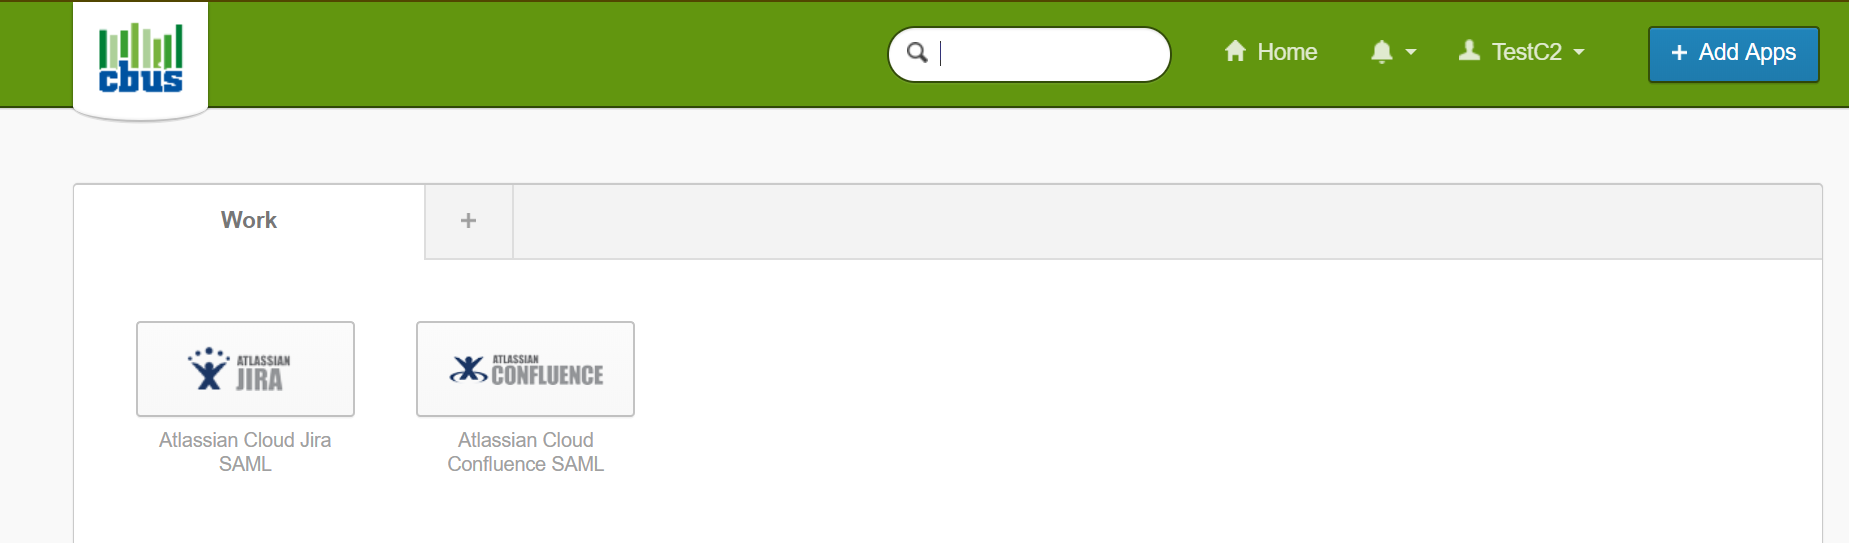 cbus
Home
TestC2
+ Add Apps
Work
+
ATLASSIAN
JIRA
ATLASSIAN
CONFLUENCE
Atlassian Cloud Jira
SAML
Atlassian Cloud
Confluence SAML